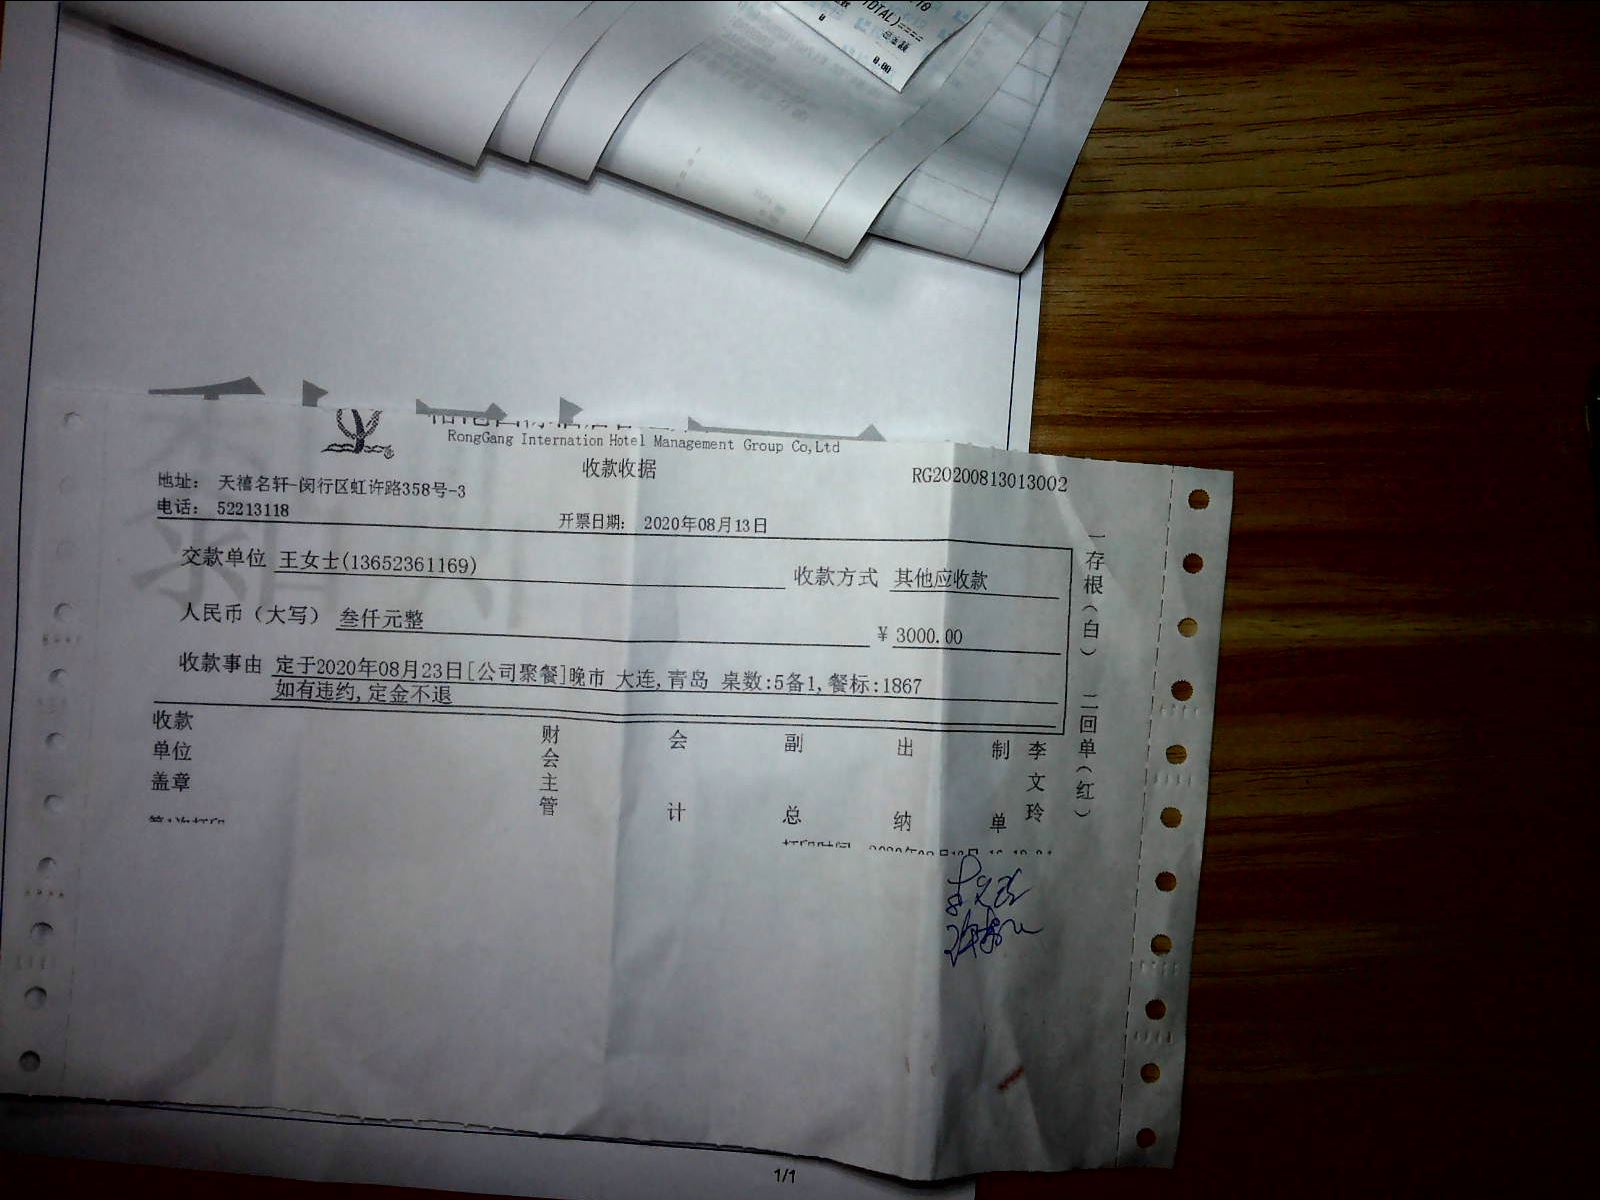 TOTAL)====
0
0.00
RongGang Internation Hotel Management Group Co,Ltd
收款收据
RG20200813013002
地址： 天禧名轩-闵行区虹许路358号-3
电话： 52213118
开票日期： 2020年08月13日
交款单位 王女士(13652361169) 收款方式 其他应收款
人民币（大写） 叁仟元整 ¥ 3000.00
收款事由 定于2020年08月23日[公司聚餐]晚市 大连,青岛 桌数:5备1,餐标:1867
如有违约,定金不退
收款单位盖章 财会主管 会计 副总 出纳 制单 李文玲
一存根（白） 二回单（红）
1/1